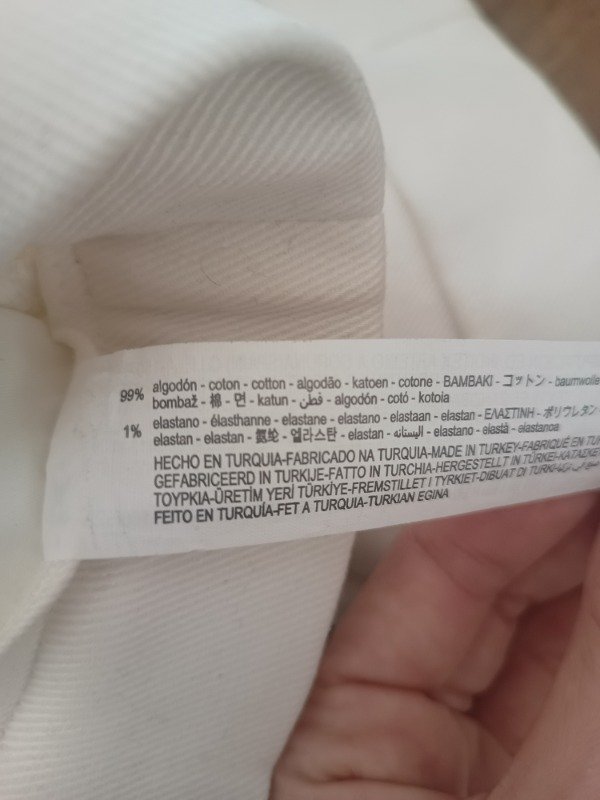 99% algodón - coton - cotton - algodão - katoen - cotone - BAMBAKI - コットン - baumwolle
bombaž - 棉 - 면 - katun - قطن - algodón - cotó - kotoia
1% elastano - élasthanne - elastane - elastano - elastaan - elastan - ΕΛΑΣΤΙΝΗ - ポリウレタン -
elastan - elastan - 氨纶 - 엘라스탄 - elastan - اليستانه - elastano - elastà - elastanoa
HECHO EN TURQUIA-FABRICADO NA TURQUIA-MADE IN TURKEY-FABRIQUÉ EN
GEFABRICEERD IN TURKIJE-FATTO IN TURCHIA-HERGESTELLT IN TÜRKEI-ΚΑΤΑΣΚΕΥ
ΤΟΥΡΚΙΑ-ÜRETİM YERİ TÜRKİYE-FREMSTILLET I TYRKIET-DIBUAT DI TURKI
FEITO EN TURQUÍA-FET A TURQUIA-TURKIAN EGINA